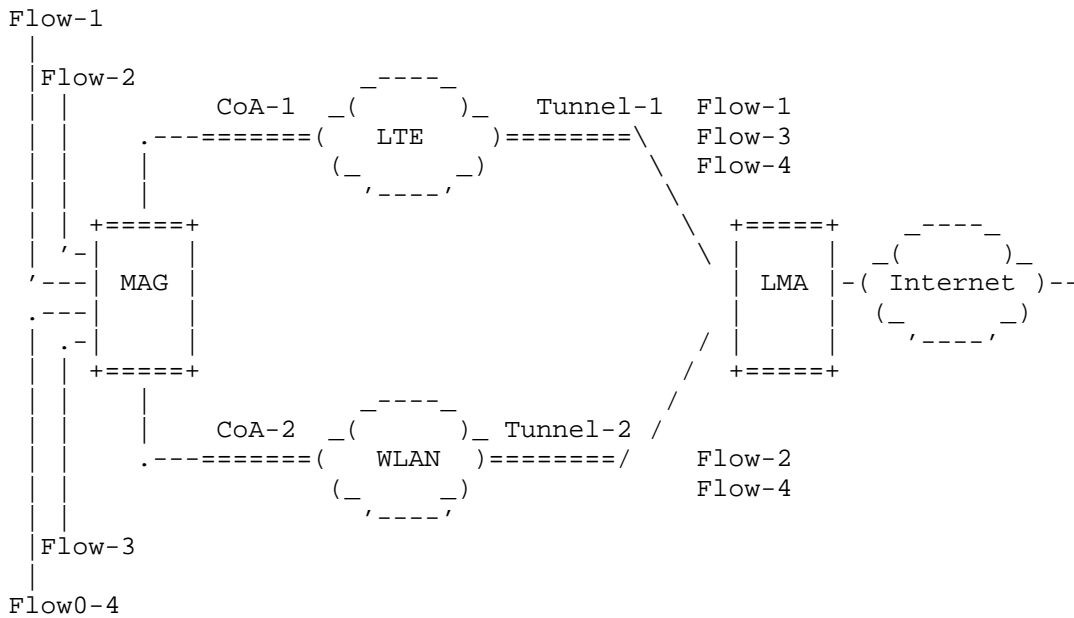 Flow-1
Flow-2
CoA-1 Tunnel-1 Flow-1
LTE Flow-3
Flow-4
MAG LMA Internet
CoA-2 Tunnel-2
WLAN Flow-2
Flow-4
Flow-3
Flow0-4